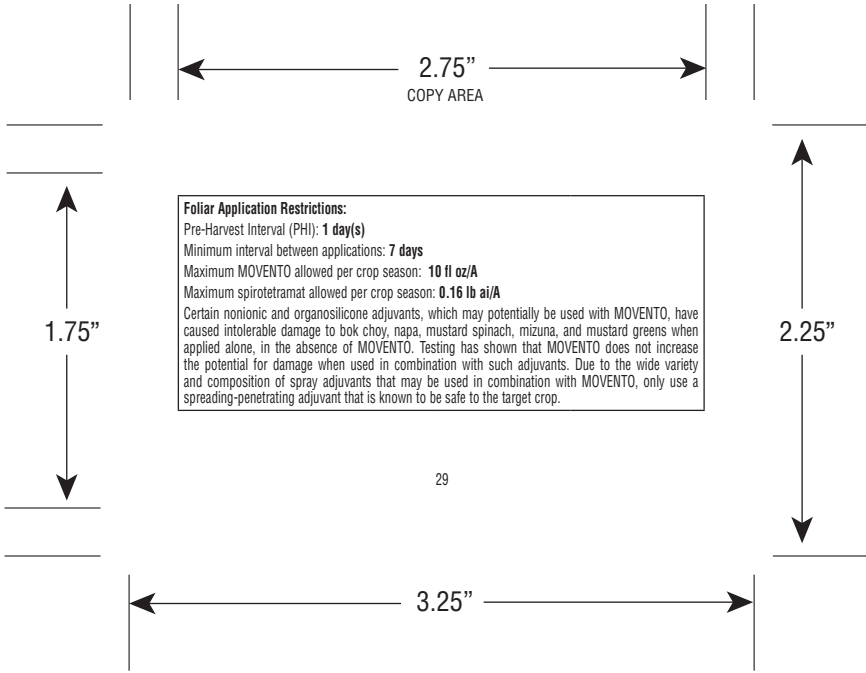 2.75”
COPY AREA
1.75”
2.25”
Foliar Application Restrictions:
Pre-Harvest Interval (PHI): 1 day(s)
Minimum interval between applications: 7 days
Maximum MOVENTO allowed per crop season: 10 fl oz/A
Maximum spirotetramat allowed per crop season: 0.16 lb ai/A
Certain nonionic and organosilicone adjuvants, which may potentially be used with MOVENTO, have
caused intolerable damage to bok choy, napa, mustard spinach, mizuna, and mustard greens when
applied alone, in the absence of MOVENTO. Testing has shown that MOVENTO does not increase
the potential for damage when used in combination with such adjuvants. Due to the wide variety
and composition of spray adjuvants that may be used in combination with MOVENTO, only use a
spreading-penetrating adjuvant that is known to be safe to the target crop.
29
3.25”